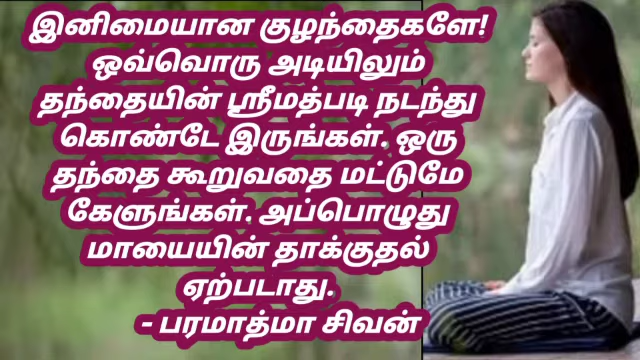 இனிமையான குழந்தைகளே!
ஒவ்வொரு அடியிலும்
தந்தையின் ஸ்ரீமத்படி நடந்து
கொண்டே இருங்கள். ஒரு
தந்தை கூறுவதை மட்டுமே
கேளுங்கள். அப்பொழுது
மாயையின் தாக்குதல்
ஏற்படாது.
- பரமாத்மா சிவன்